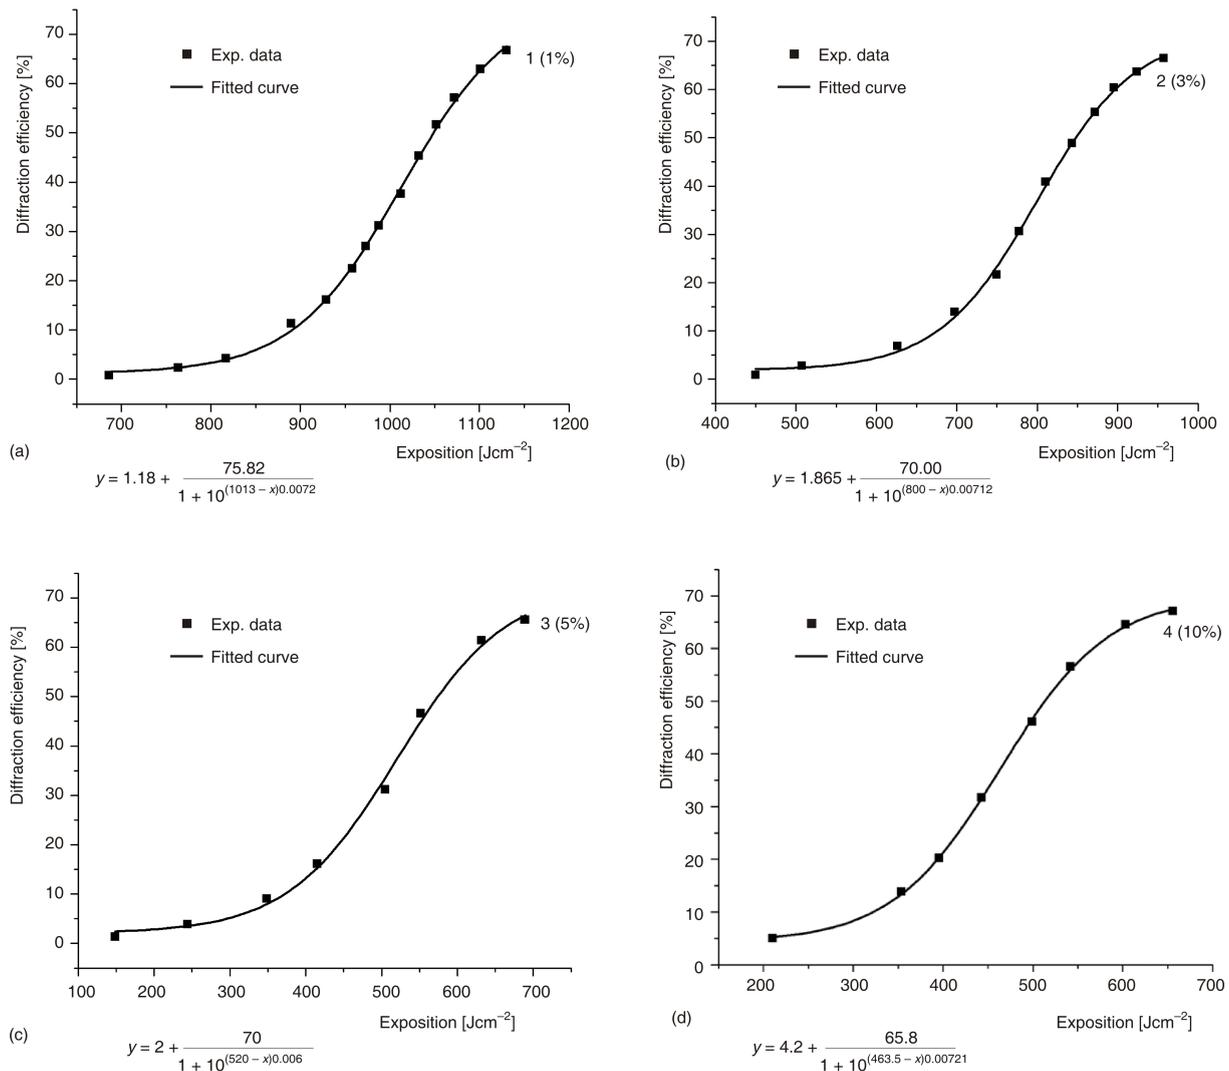 70
60
50
40
30
20
10
0
Diffraction efficiency [%]
Exp. data
Fitted curve
1 (1%)
700 800 900 1000 1100 1200
Exposition [Jcm⁻²]
(a)
y = 1.18 + 75.82 / 1 + 10^(1013 – x)0.0072
70
60
50
40
30
20
10
0
Diffraction efficiency [%]
Exp. data
Fitted curve
2 (3%)
400 500 600 700 800 900 1000
Exposition [Jcm⁻²]
(b)
y = 1.865 + 70.00 / 1 + 10^(800 – x)0.00712
70
60
50
40
30
20
10
0
Diffraction efficiency [%]
Exp. data
Fitted curve
3 (5%)
100 200 300 400 500 600 700
Exposition [Jcm⁻²]
(c)
y = 2 + 70 / 1 + 10^(520 – x)0.006
70
60
50
40
30
20
10
0
Diffraction efficiency [%]
Exp. data
Fitted curve
4 (10%)
200 300 400 500 600 700
Exposition [Jcm⁻²]
(d)
y = 4.2 + 65.8 / 1 + 10^(463.5 – x)0.00721